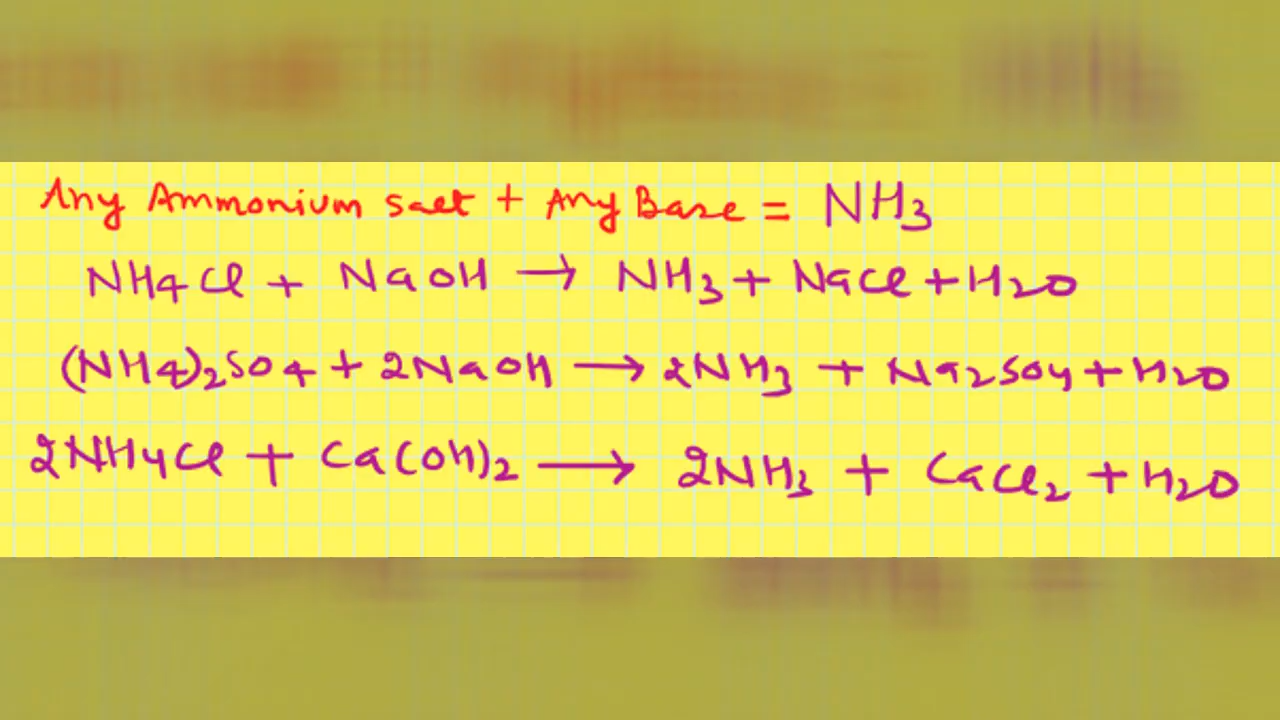 Any Ammonium salt + Any Base = NH3
NH4Cl + NaOH → NH3 + NaCl + H2O
(NH4)2SO4 + 2NaOH → 2NH3 + Na2SO4 + H2O
2NH4Cl + Ca(OH)2 → 2NH3 + CaCl2 + H2O